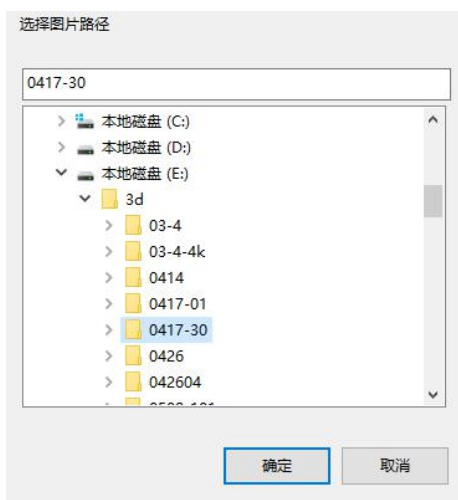 选择图片路径
0417-30
本地磁盘 (C:)
本地磁盘 (D:)
本地磁盘 (E:)
3d
03-4
03-4-4k
0414
0417-01
0417-30
0426
042604
确定
取消